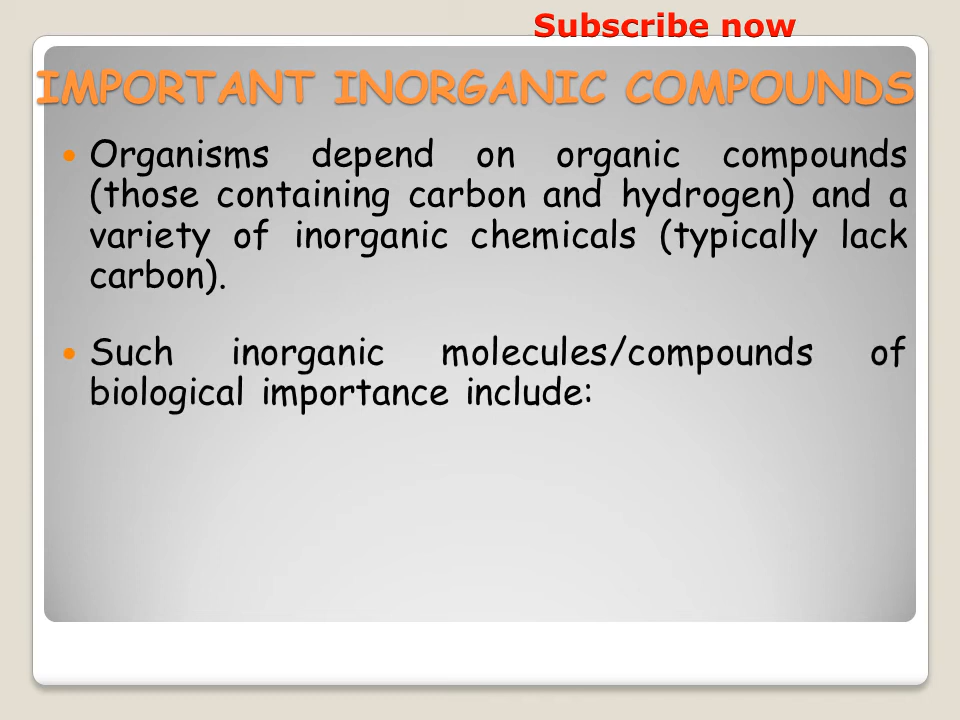 Subscribe now
IMPORTANT INORGANIC COMPOUNDS
Organisms depend on organic compounds
(those containing carbon and hydrogen) and a
variety of inorganic chemicals (typically lack
carbon).
Such inorganic molecules/compounds of
biological importance include: